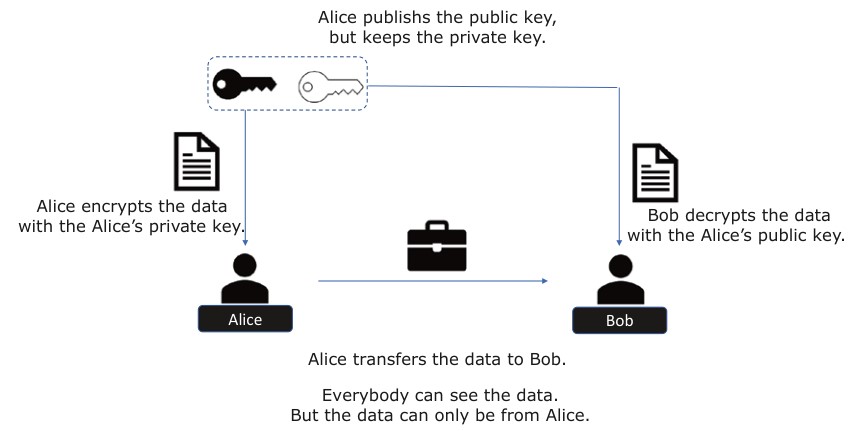 Alice publishs the public key,
but keeps the private key.
Alice encrypts the data
with the Alice’s private key.
Bob decrypts the data
with the Alice’s public key.
Alice
Bob
Alice transfers the data to Bob.
Everybody can see the data.
But the data can only be from Alice.